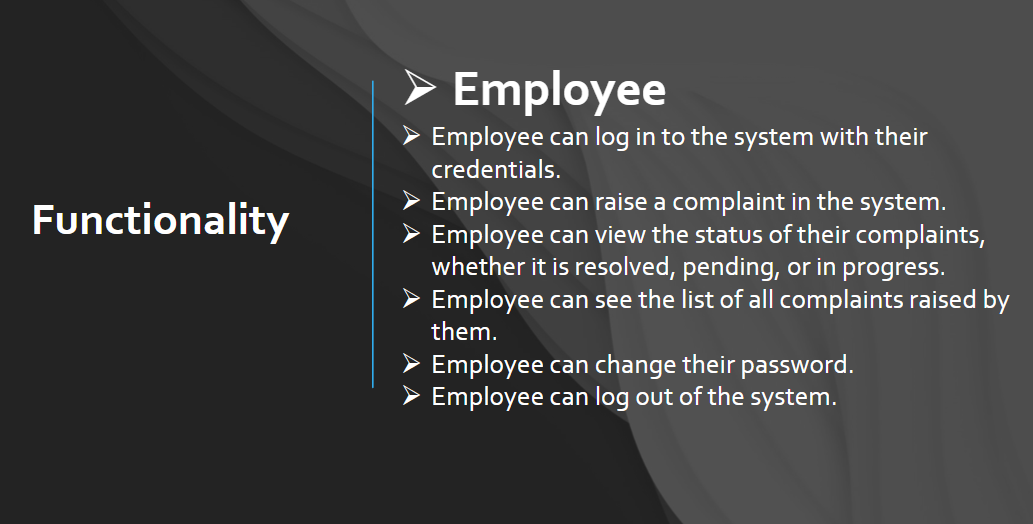 Functionality
➢ Employee
➢ Employee can log in to the system with their
credentials.
➢ Employee can raise a complaint in the system.
➢ Employee can view the status of their complaints,
whether it is resolved, pending, or in progress.
➢ Employee can see the list of all complaints raised by
them.
➢ Employee can change their password.
➢ Employee can log out of the system.